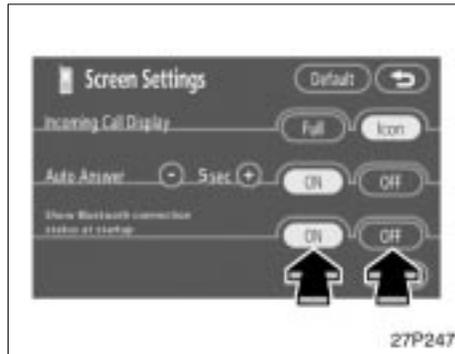 Screen Settings
Default
Incoming Call Display
Full
Icon
Auto Answer
- 5sec +
ON
OFF
Show Bluetooth connection
status at startup
ON
OFF
27P247